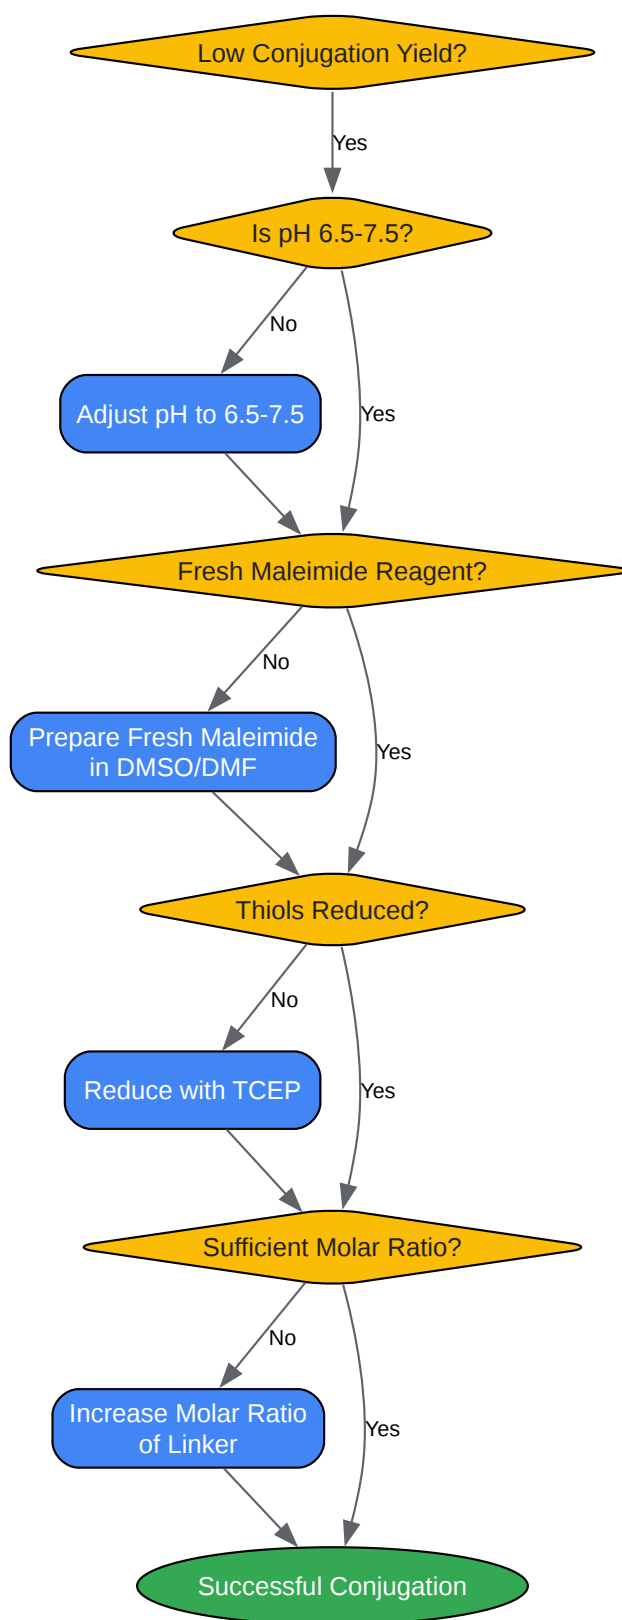 Low Conjugation Yield?
Yes
Is pH 6.5-7.5?
No
Adjust pH to 6.5-7.5
Yes
Fresh Maleimide Reagent?
No
Prepare Fresh Maleimide
in DMSO/DMF
Yes
Thiols Reduced?
No
Reduce with TCEP
Yes
Sufficient Molar Ratio?
No
Increase Molar Ratio
of Linker
Yes
Successful Conjugation